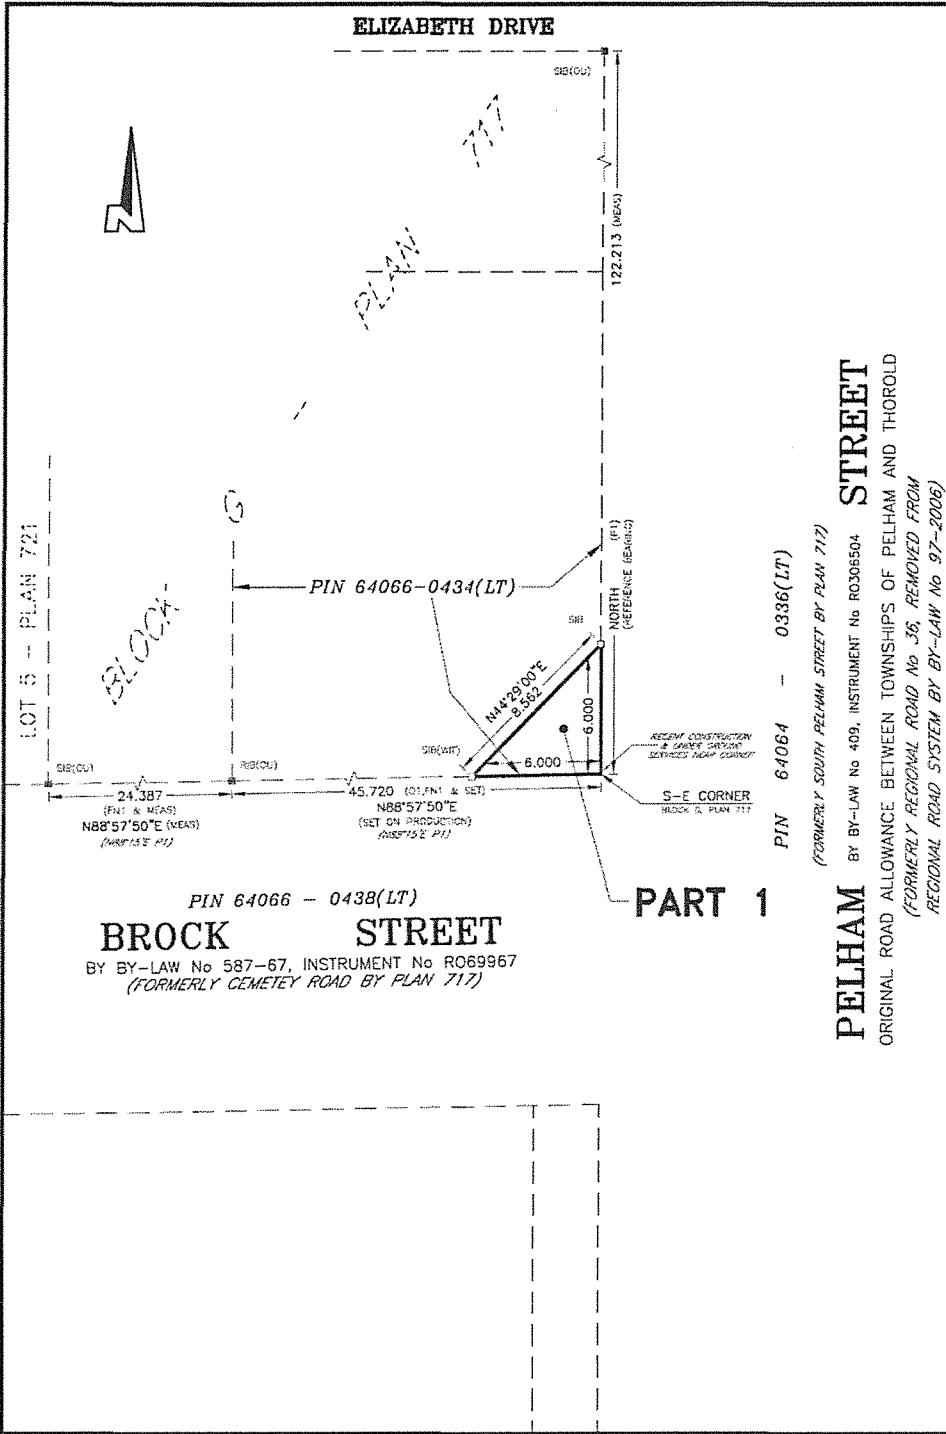 ELIZABETH DRIVE
SIB(OU)
717
PLAN
-
G
BLOCK
N
122.213 (MEAS)
LOT 5 -- PLAN 721
PIN 64066-0434(LT)
(P1)
NORTH
(REFERENCE BEARING)
SIB
N44°29'00"E
8.562
6.000
6.000
SIB(WIT)
RECENT CONSTRUCTION
& UNDER GROUND
SERVICES NEAR CORNER
S-E CORNER
BLOCK G, PLAN 717
SIB(OU)
24.387
(FN1 & MEAS)
N88°57'50"E (MEAS)
45.720 (D1,FN1 & SET)
N88°57'50"E
(SET ON PRODUCTION)
PART 1
PIN 64066 - 0438(LT)
BROCK STREET
BY BY-LAW No 587-67, INSTRUMENT No RO69967
(FORMERLY CEMETEY ROAD BY PLAN 717)
PIN 64064 - 0336(LT)
(FORMERLY SOUTH PELHAM STREET BY PLAN 717)
PELHAM BY BY-LAW No 409, INSTRUMENT No RO306504 STREET
ORIGINAL ROAD ALLOWANCE BETWEEN TOWNSHIPS OF PELHAM AND THOROLD
(FORMERLY REGIONAL ROAD No 36, REMOVED FROM
REGIONAL ROAD SYSTEM BY BY-LAW No 97-2006)